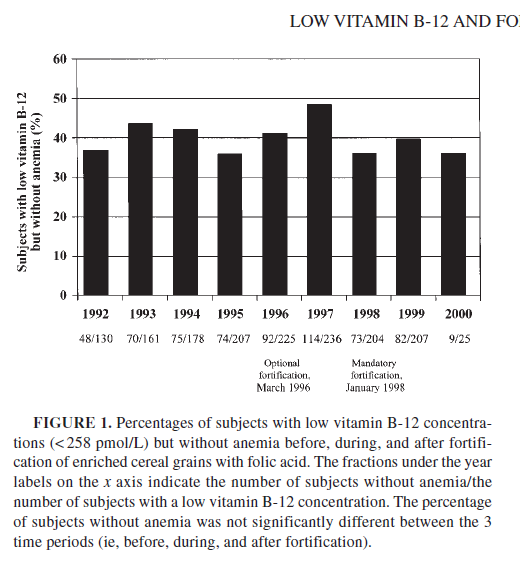 LOW VITAMIN B-12 AND
Subjects with low vitamin B-12
but without anemia (%)
60
50
40
30
20
10
0
1992 1993 1994 1995 1996 1997 1998 1999 2000
48/130 70/161 75/178 74/207 92/225 114/236 73/204 82/207 9/25
Optional Mandatory
fortification, fortification,
March 1996 January 1998
FIGURE 1. Percentages of subjects with low vitamin B-12 concentra-
tions (<258 pmol/L) but without anemia before, during, and after fortifi-
cation of enriched cereal grains with folic acid. The fractions under the year
labels on the x axis indicate the number of subjects without anemia/the
number of subjects with a low vitamin B-12 concentration. The percentage
of subjects without anemia was not significantly different between the 3
time periods (ie, before, during, and after fortification).